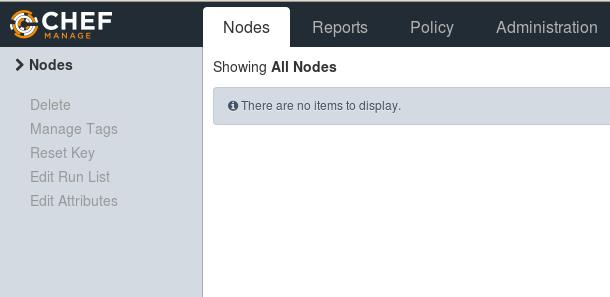 CHEF
MANAGE
Nodes Reports Policy Administration
Nodes
Showing All Nodes
There are no items to display.
Delete
Manage Tags
Reset Key
Edit Run List
Edit Attributes